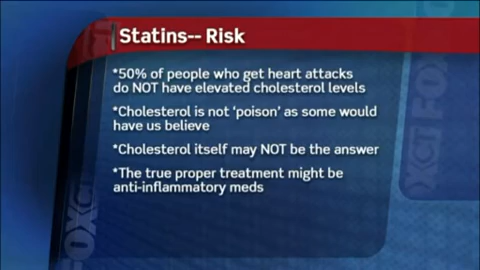 Statins-- Risk
*50% of people who get heart attacks
do NOT have elevated cholesterol levels
*Cholesterol is not ‘poison’ as some would
have us believe
*Cholesterol itself may NOT be the answer
*The true proper treatment might be
anti-inflammatory meds
FOXCT
FOXCT